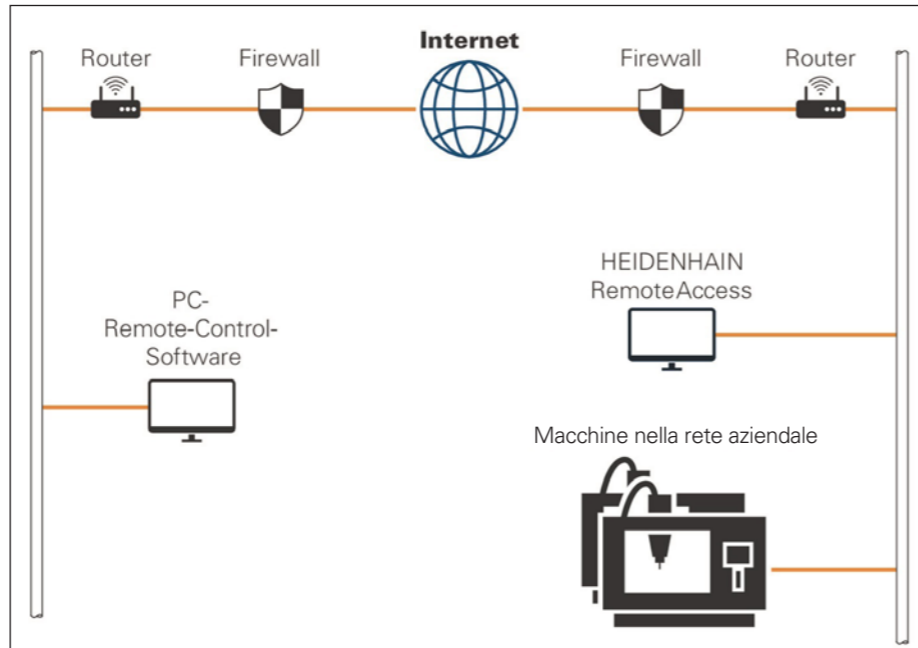 Internet
Router
Firewall
Firewall
Router
HEIDENHAIN
RemoteAccess
PC-
Remote-Control-
Software
Macchine nella rete aziendale